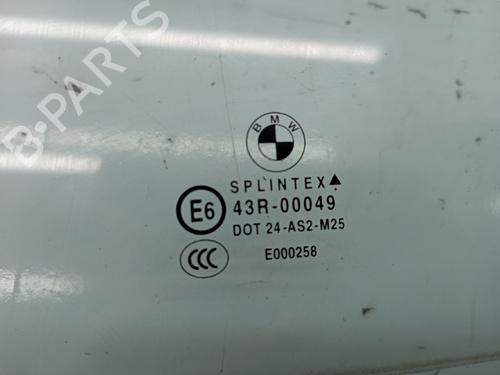 B-PARTS
BMW
SPLINTEX
E6 43R-00049
DOT 24-AS2-M25
CCC E000258